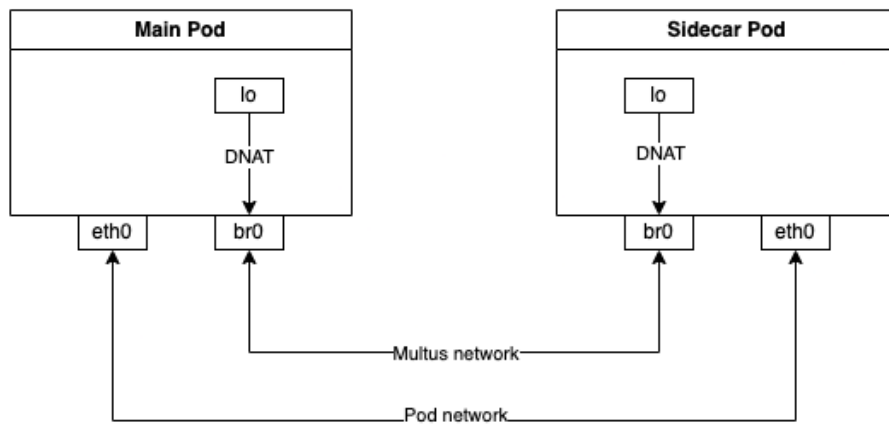 Main Pod
Sidecar Pod
lo
lo
DNAT
DNAT
eth0
br0
br0
eth0
Multus network
Pod network